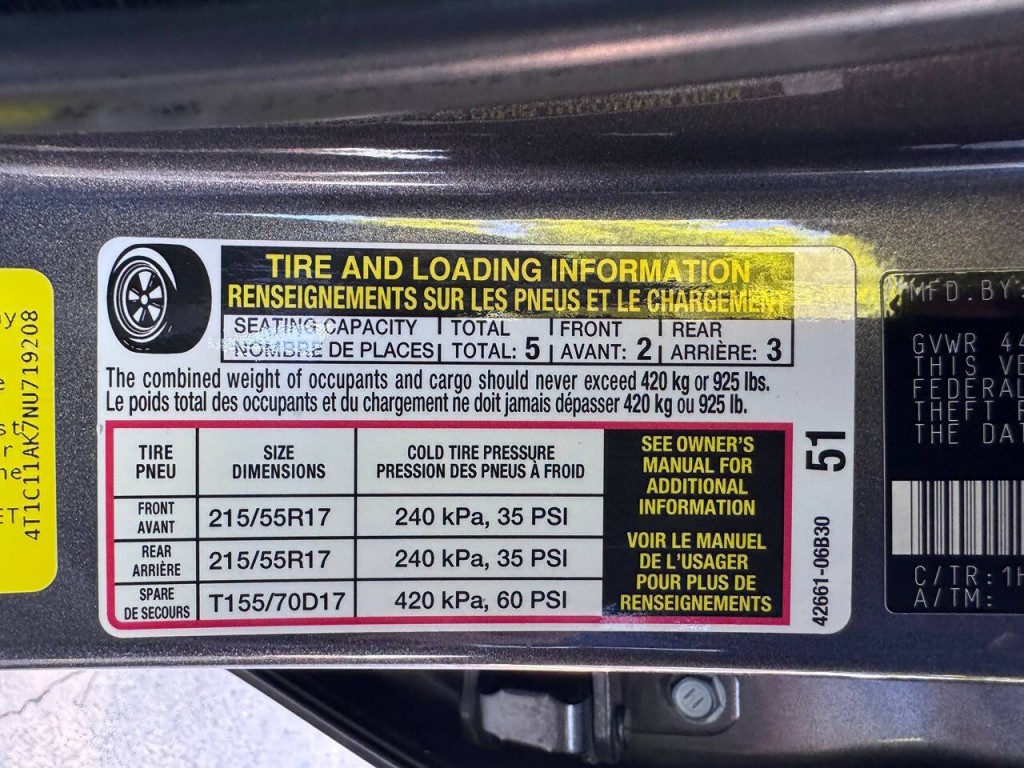 TIRE AND LOADING INFORMATION
RENSEIGNEMENTS SUR LES PNEUS ET LE CHARGEMENT
SEATING CAPACITY TOTAL FRONT REAR
NOMBRE DE PLACES TOTAL: 5 AVANT: 2 ARRIÈRE: 3
The combined weight of occupants and cargo should never exceed 420 kg or 925 lbs.
Le poids total des occupants et du chargement ne doit jamais dépasser 420 kg ou 925 lb.
TIRE SIZE COLD TIRE PRESSURE
PNEU DIMENSIONS PRESSION DES PNEUS À FROID
FRONT
AVANT 215/55R17 240 kPa, 35 PSI
REAR
ARRIÈRE 215/55R17 240 kPa, 35 PSI
SPARE
DE SECOURS T155/70D17 420 kPa, 60 PSI
SEE OWNER'S
MANUAL FOR
ADDITIONAL
INFORMATION
VOIR LE MANUEL
DE L'USAGER
POUR PLUS DE
RENSEIGNEMENTS
51
42661-06B30
4T1C11AK7NU719208
MFD.BY
GVWR 44
THIS VE
FEDERAL
THEFT P
THE DAT
C/TR:1H
A/TM: